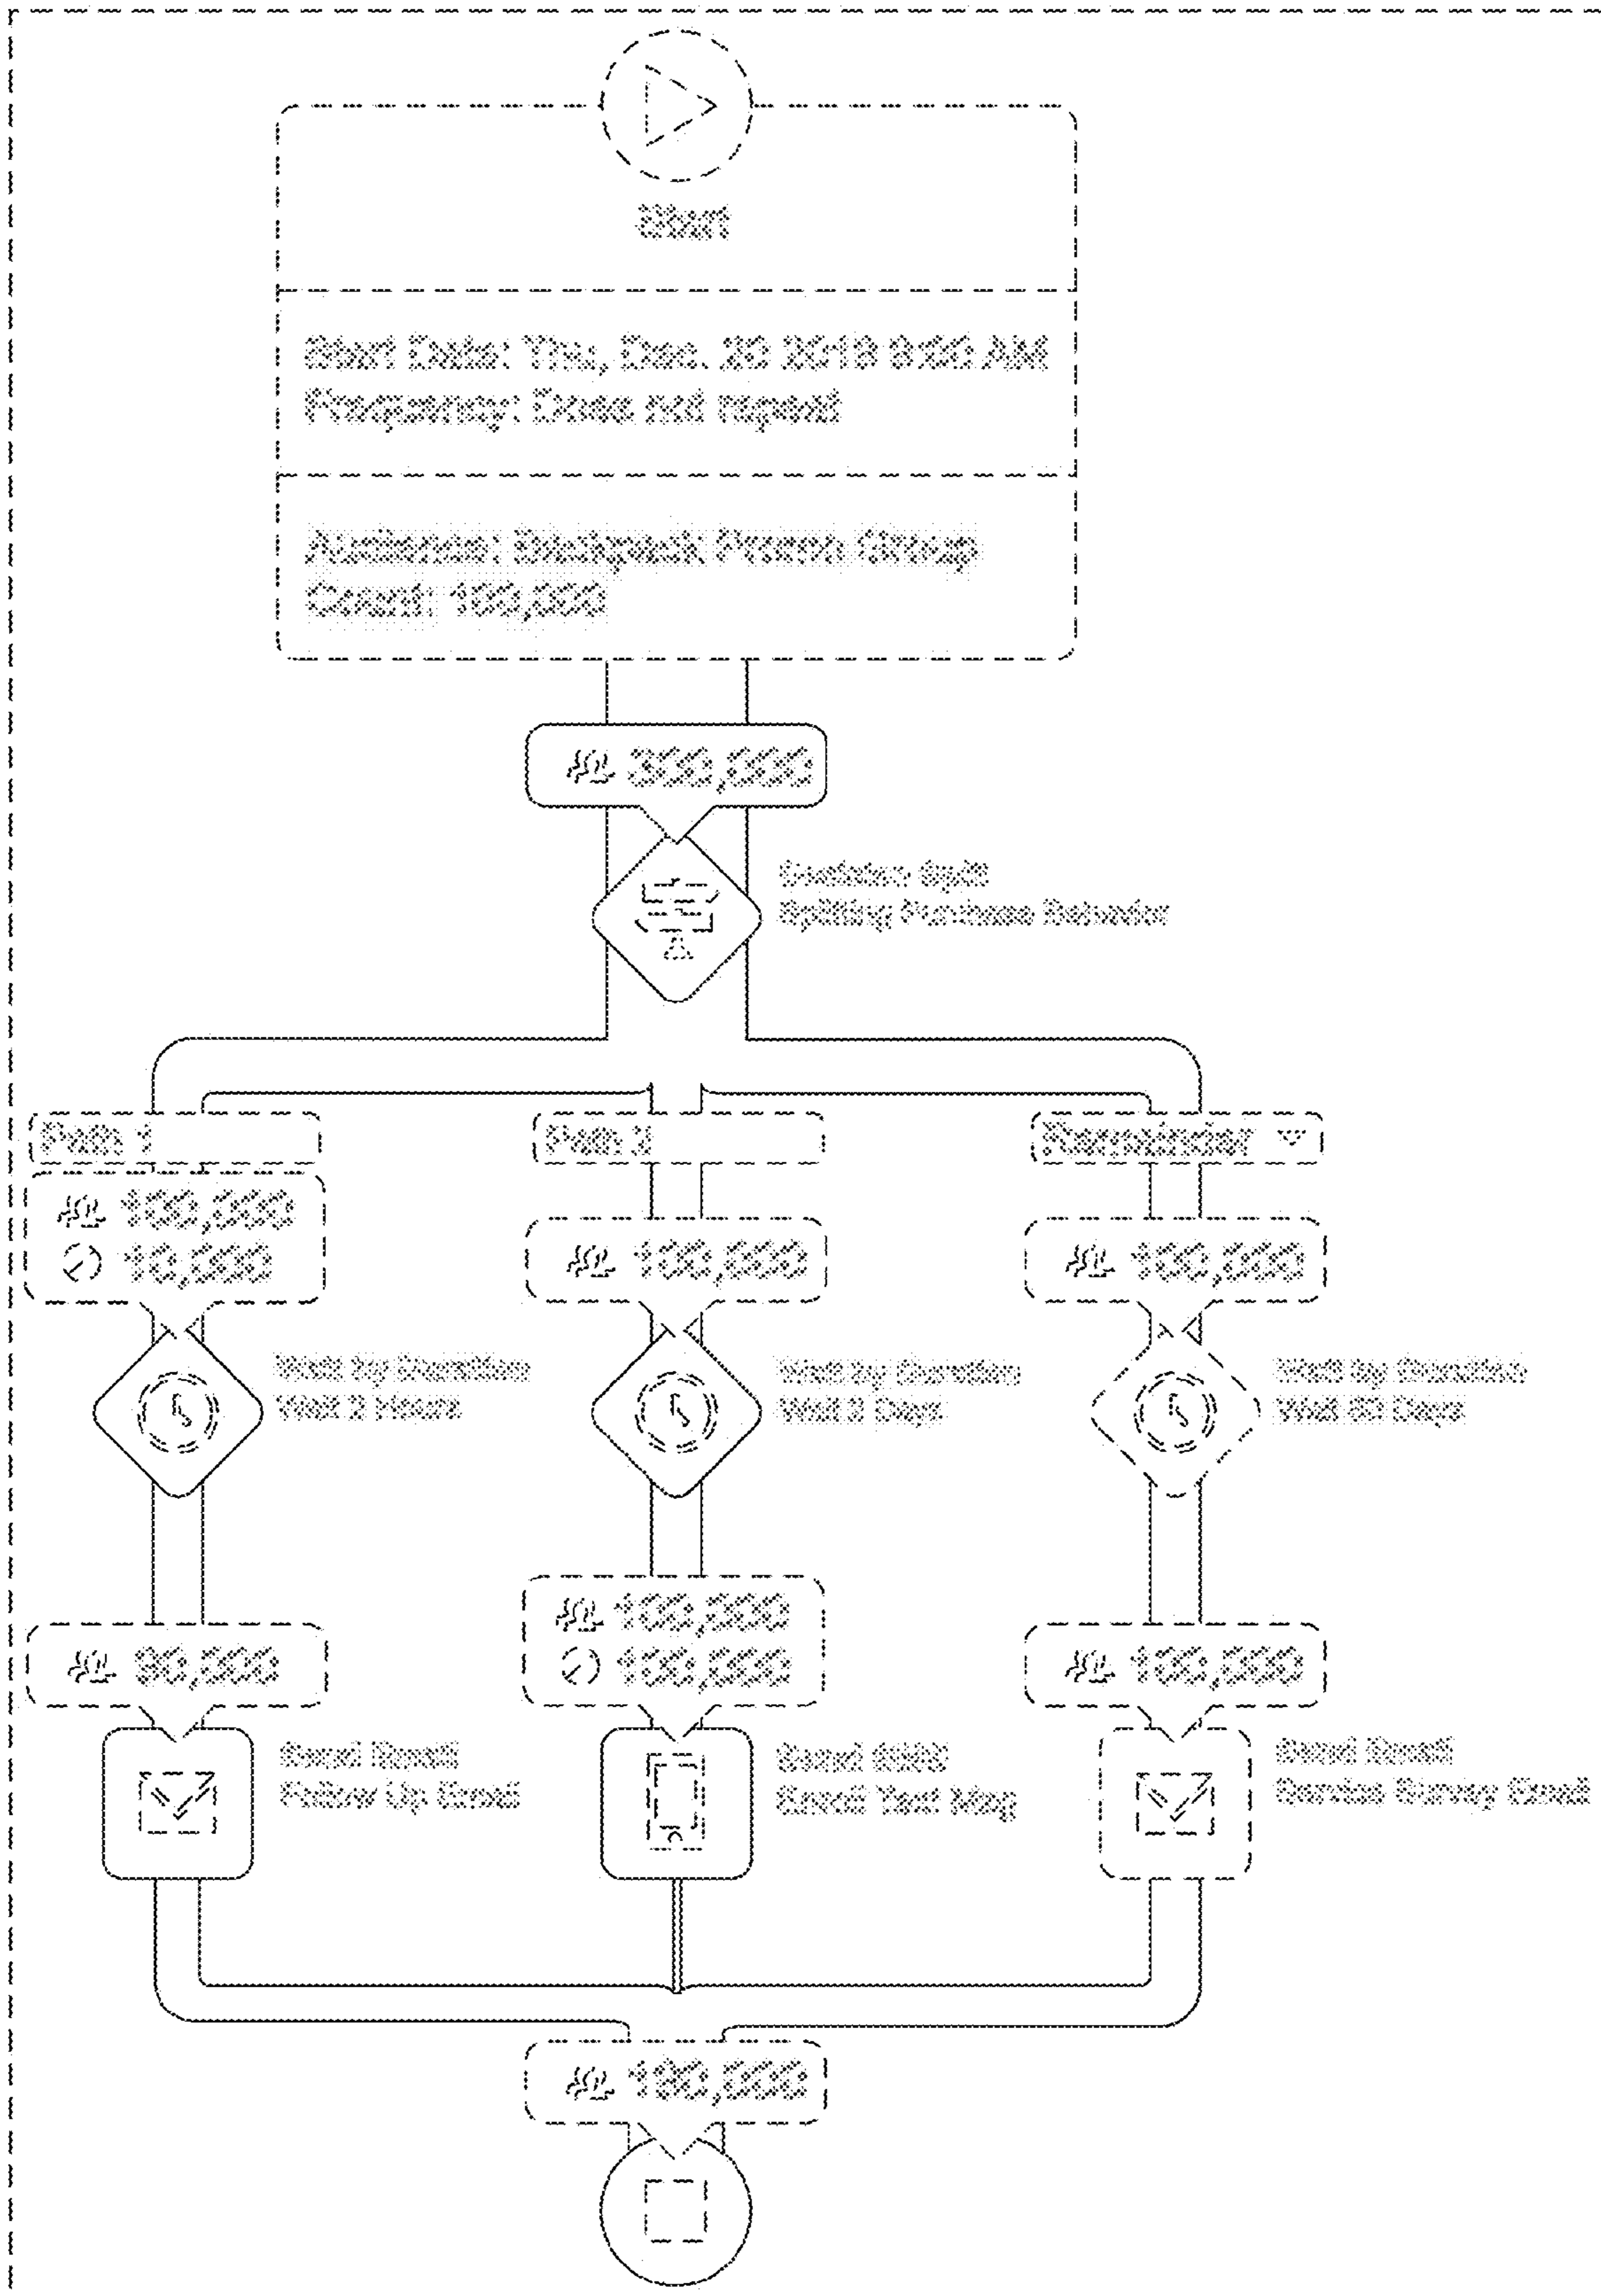 Start
Start Date: Thu, Dec. 20 2018 9:00 AM
Frequency: Does not repeat
Audience: Backpack Promo Group
Count: 100,000
300,000
Decision Split
Splitting Purchase Behavior
Path 1
Path 2
Remainder
100,000
10,000
100,000
100,000
Wait by Duration
Wait 2 Hours
Wait by Duration
Wait Days
Wait by Duration
Wait Days
90,000
100,000
100,000
100,000
Send Email
Follow Up Email
Send SMS
Enroll Text Msg
Send Email
Service Survey Email
190,000